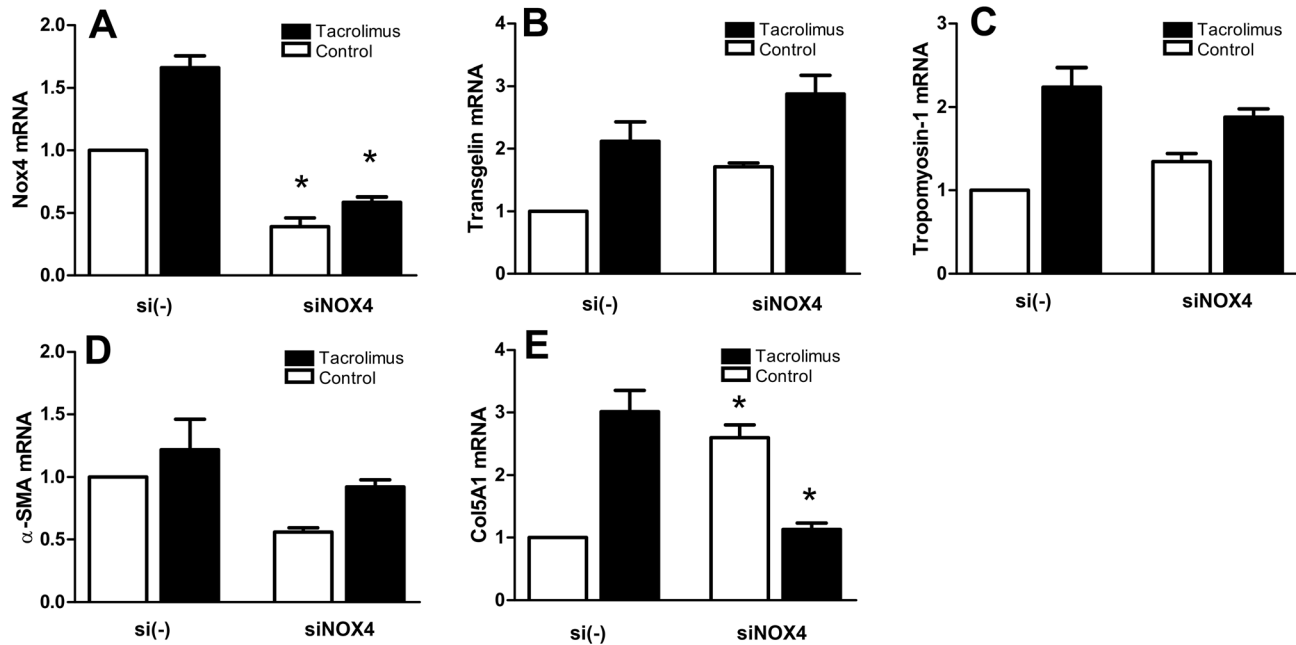 A
Tacrolimus
Control
Nox4 mRNA
2.0
1.5
1.0
0.5
0.0
*
*
si(-)
siNOX4
B
Tacrolimus
Control
Transgelin mRNA
4
3
2
1
0
si(-)
siNOX4
C
Tacrolimus
Control
Tropomyosin-1 mRNA
3
2
1
0
si(-)
siNOX4
D
Tacrolimus
Control
α-SMA mRNA
2.0
1.5
1.0
0.5
0.0
si(-)
siNOX4
E
Tacrolimus
Control
Col5A1 mRNA
4
3
2
1
0
*
*
si(-)
siNOX4